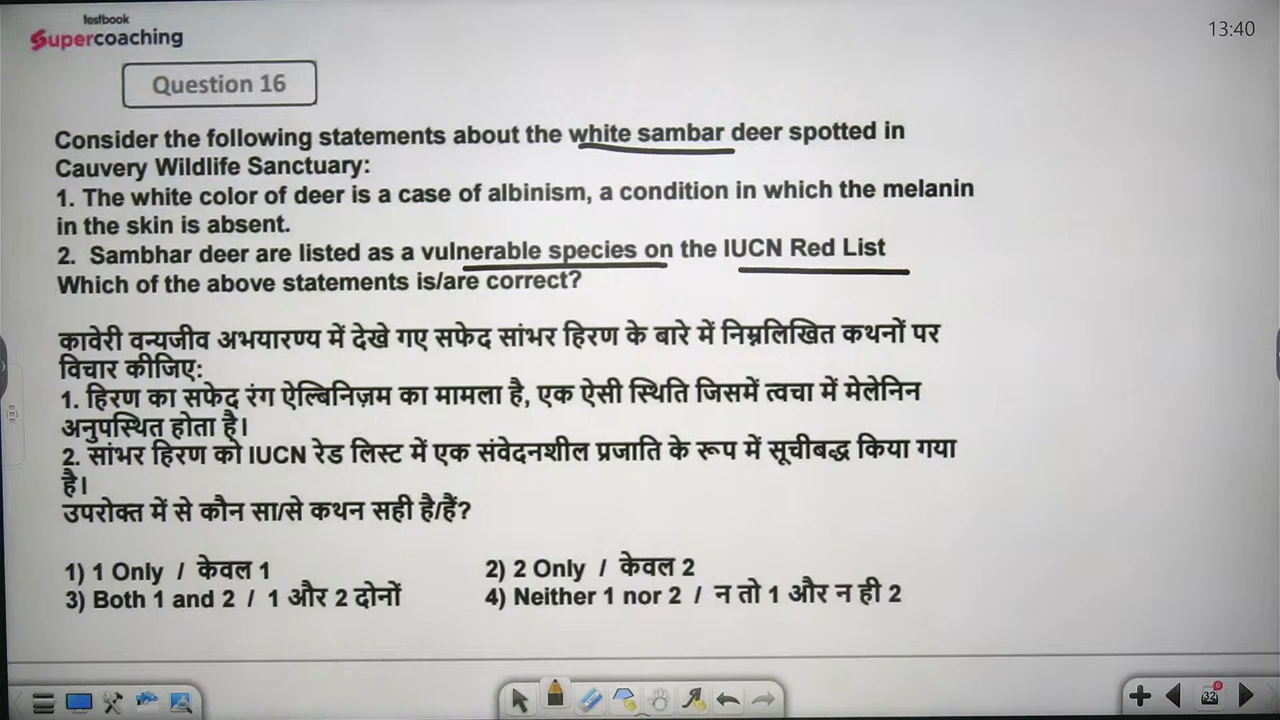 testbook
Supercoaching
13:40
Question 16
Consider the following statements about the white sambar deer spotted in
Cauvery Wildlife Sanctuary:
1. The white color of deer is a case of albinism, a condition in which the melanin
in the skin is absent.
2. Sambhar deer are listed as a vulnerable species on the IUCN Red List
Which of the above statements is/are correct?
कावेरी वन्यजीव अभयारण्य में देखे गए सफेद सांभर हिरण के बारे में निम्नलिखित कथनों पर
विचार कीजिए:
1. हिरण का सफेद रंग ऐल्बिनिज़म का मामला है, एक ऐसी स्थिति जिसमें त्वचा में मेलेनिन
अनुपस्थित होता है।
2. सांभर हिरण को IUCN रेड लिस्ट में एक संवेदनशील प्रजाति के रूप में सूचीबद्ध किया गया
है।
उपरोक्त में से कौन सा/से कथन सही है/हैं?
1) 1 Only / केवल 1 2) 2 Only / केवल 2
3) Both 1 and 2 / 1 और 2 दोनों 4) Neither 1 nor 2 / न तो 1 और न ही 2
32